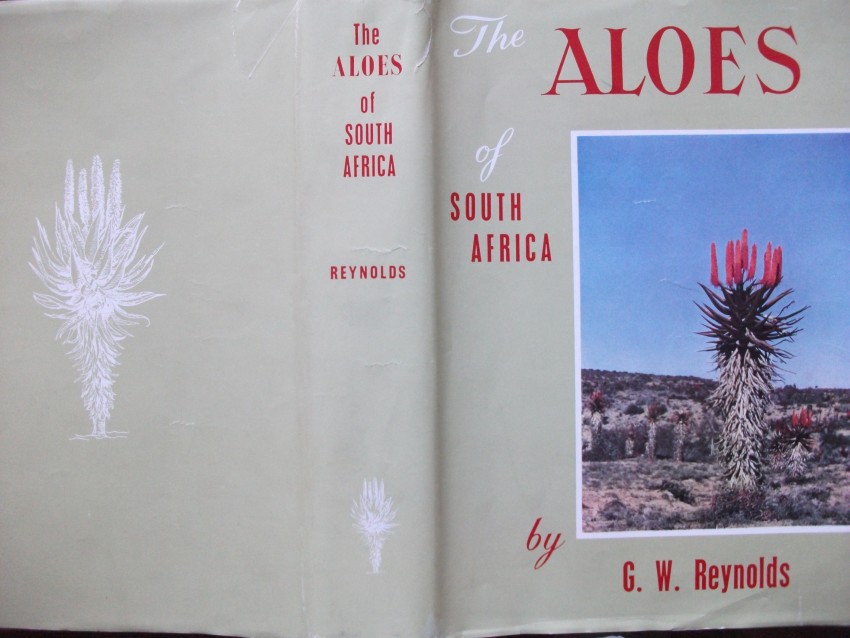 The
ALOES
of
SOUTH
AFRICA
REYNOLDS
The
ALOES
of
SOUTH
AFRICA
by
G. W. Reynolds